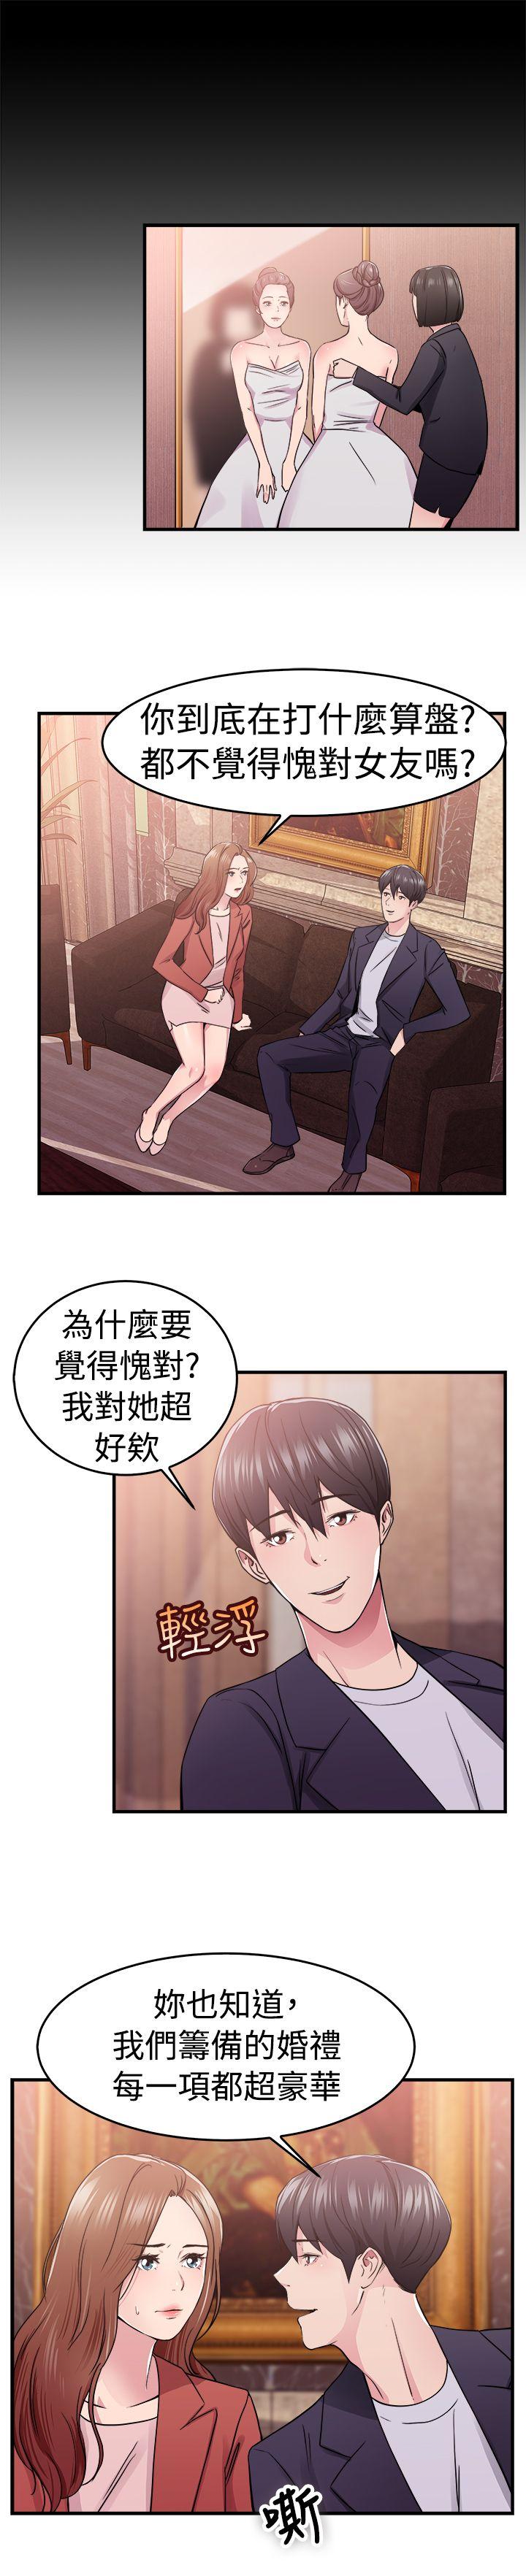 你到底在打什麼算盤?
都不覺得愧對女友嗎?
為什麼要
覺得愧對?
我對她超
好欸
輕浮
妳也知道,
我們籌備的婚禮
每一項都超豪華
嘶